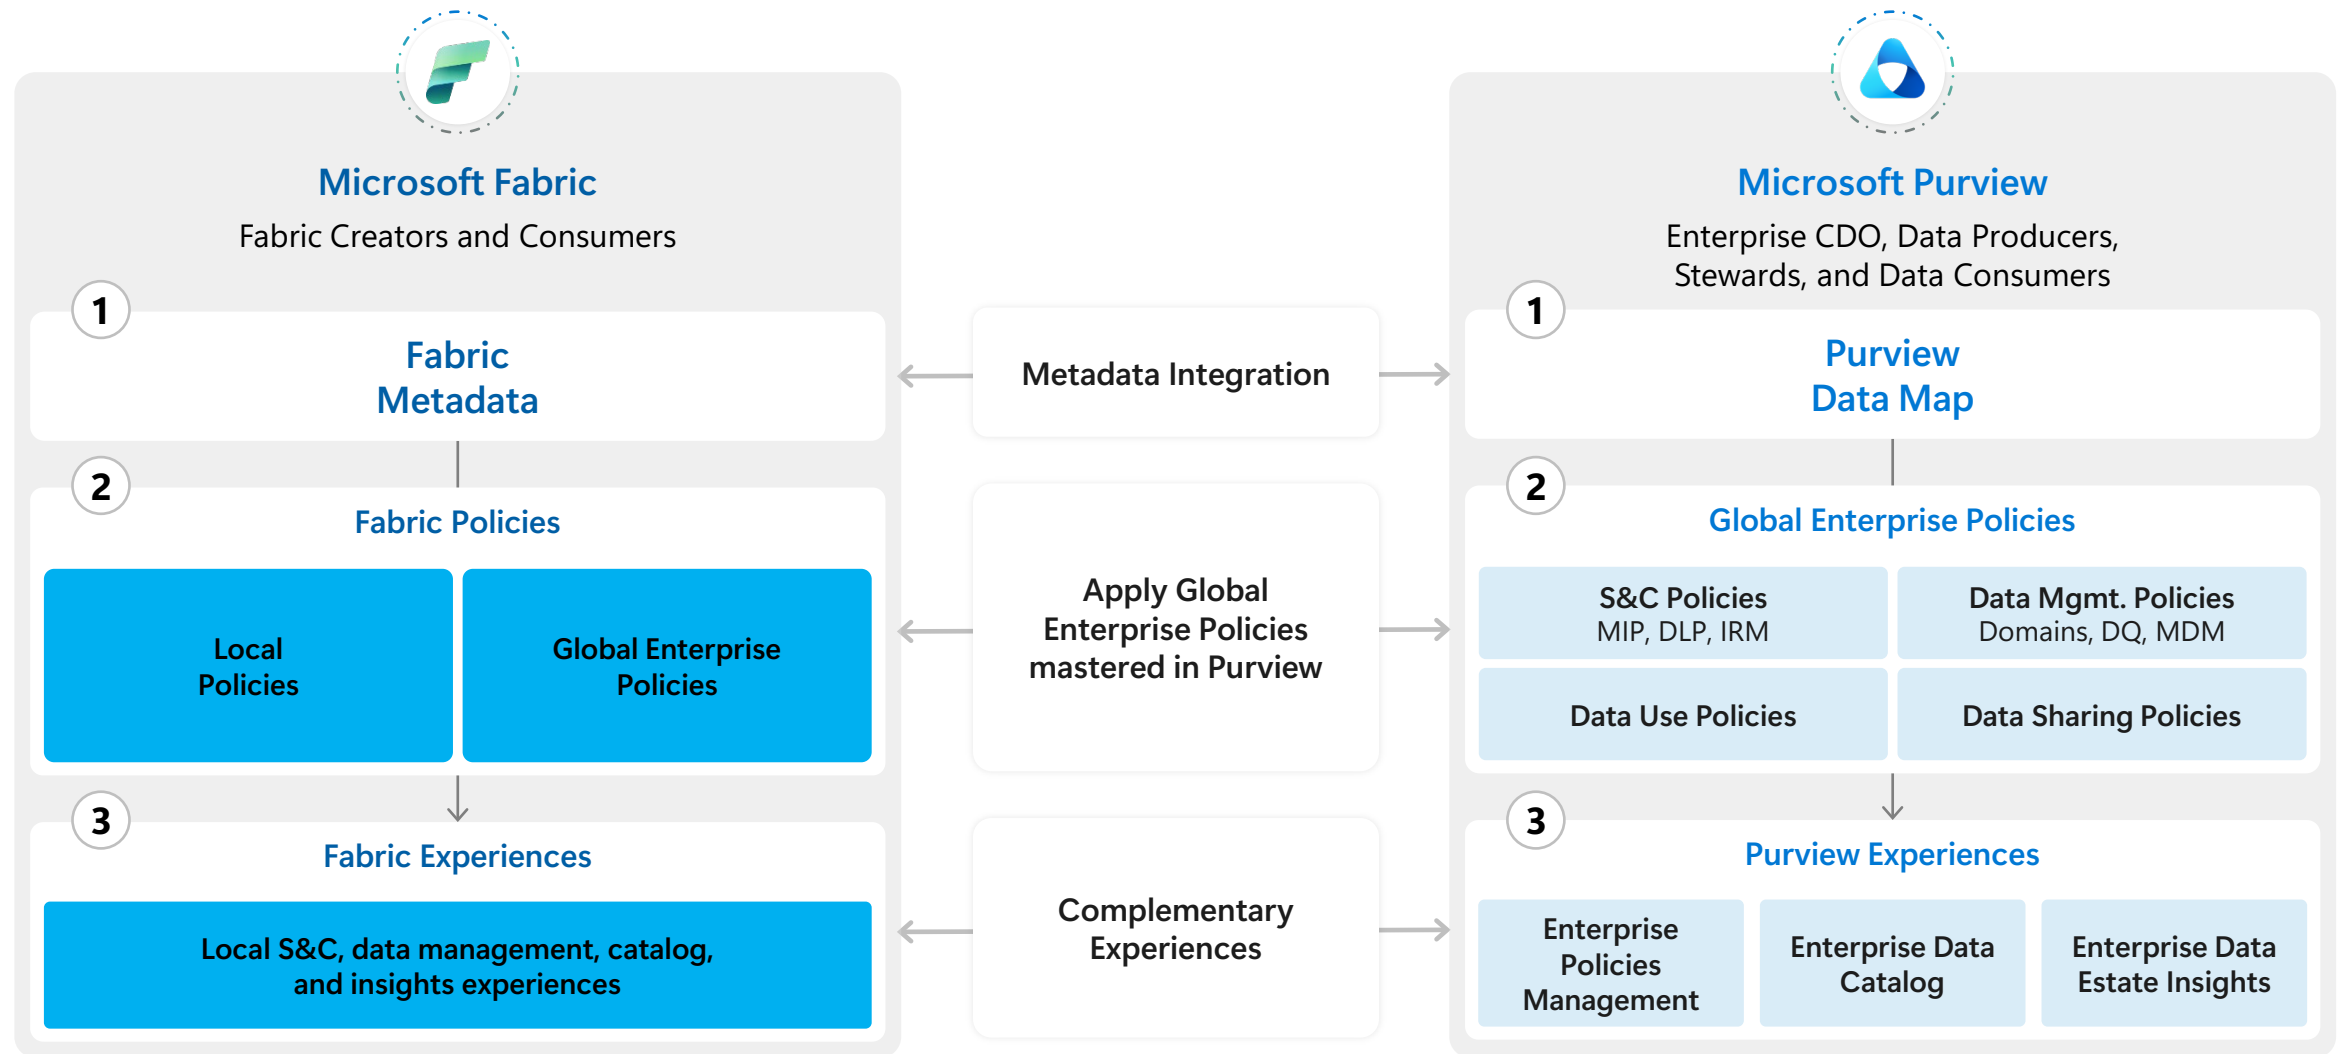 Microsoft Fabric
Fabric Creators and Consumers
1
Fabric
Metadata
2
Fabric Policies
Local
Policies
Global Enterprise
Policies
3
Fabric Experiences
Local S&C, data management, catalog,
and insights experiences
Metadata Integration
Apply Global
Enterprise Policies
mastered in Purview
Complementary
Experiences
Microsoft Purview
Enterprise CDO, Data Producers,
Stewards, and Data Consumers
1
Purview
Data Map
2
Global Enterprise Policies
S&C Policies
MIP, DLP, IRM
Data Mgmt. Policies
Domains, DQ, MDM
Data Use Policies
Data Sharing Policies
3
Purview Experiences
Enterprise
Policies
Management
Enterprise Data
Catalog
Enterprise Data
Estate Insights